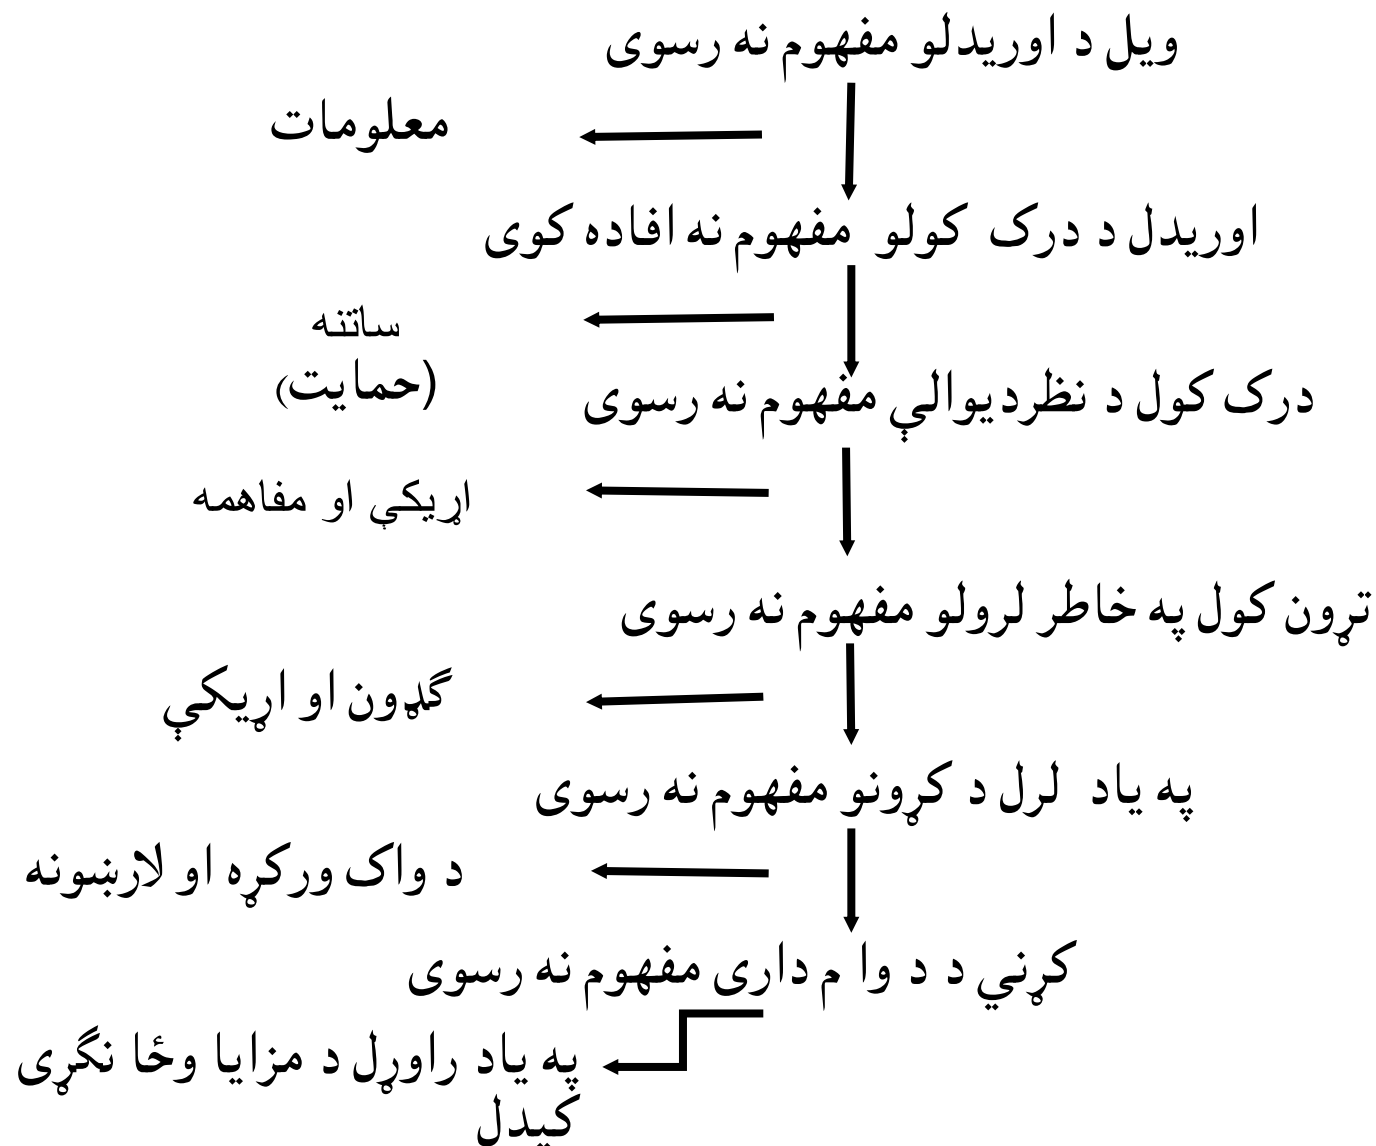 ویل د اوریدلو مفهوم نه رسوی
معلومات
اوریدل د درک کولو مفهوم نه افاده کوی
ساتنه
(حمایت)
درک کول د نظردیوالې مفهوم نه رسوی
اړیکې او مفاهمه
تړون کول په خاطر لرولو مفهوم نه رسوی
ګډون او اړیکې
په یاد لرل د کړونو مفهوم نه رسوی
د واک ورکړه او لارښونه
کړنې د د وا م داری مفهوم نه رسوی
په یاد راوړل د مزایا وځا نګړی
کیدل